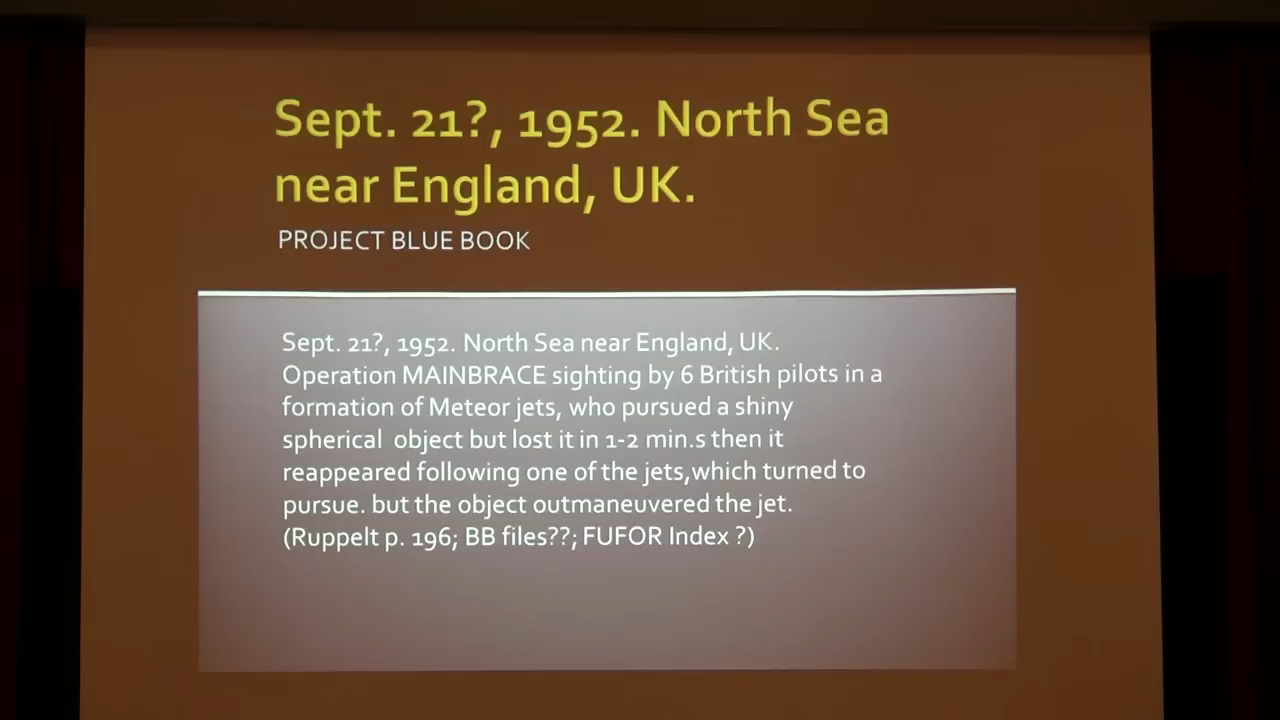 Sept. 21?, 1952. North Sea
near England, UK.
PROJECT BLUE BOOK
Sept. 21?, 1952. North Sea near England, UK.
Operation MAINBRACE sighting by 6 British pilots in a
formation of Meteor jets, who pursued a shiny
spherical  object but lost it in 1-2 min.s then it
reappeared following one of the jets,which turned to
pursue. but the object outmaneuvered the jet.
(Ruppelt p. 196; BB files??; FUFOR Index ?)